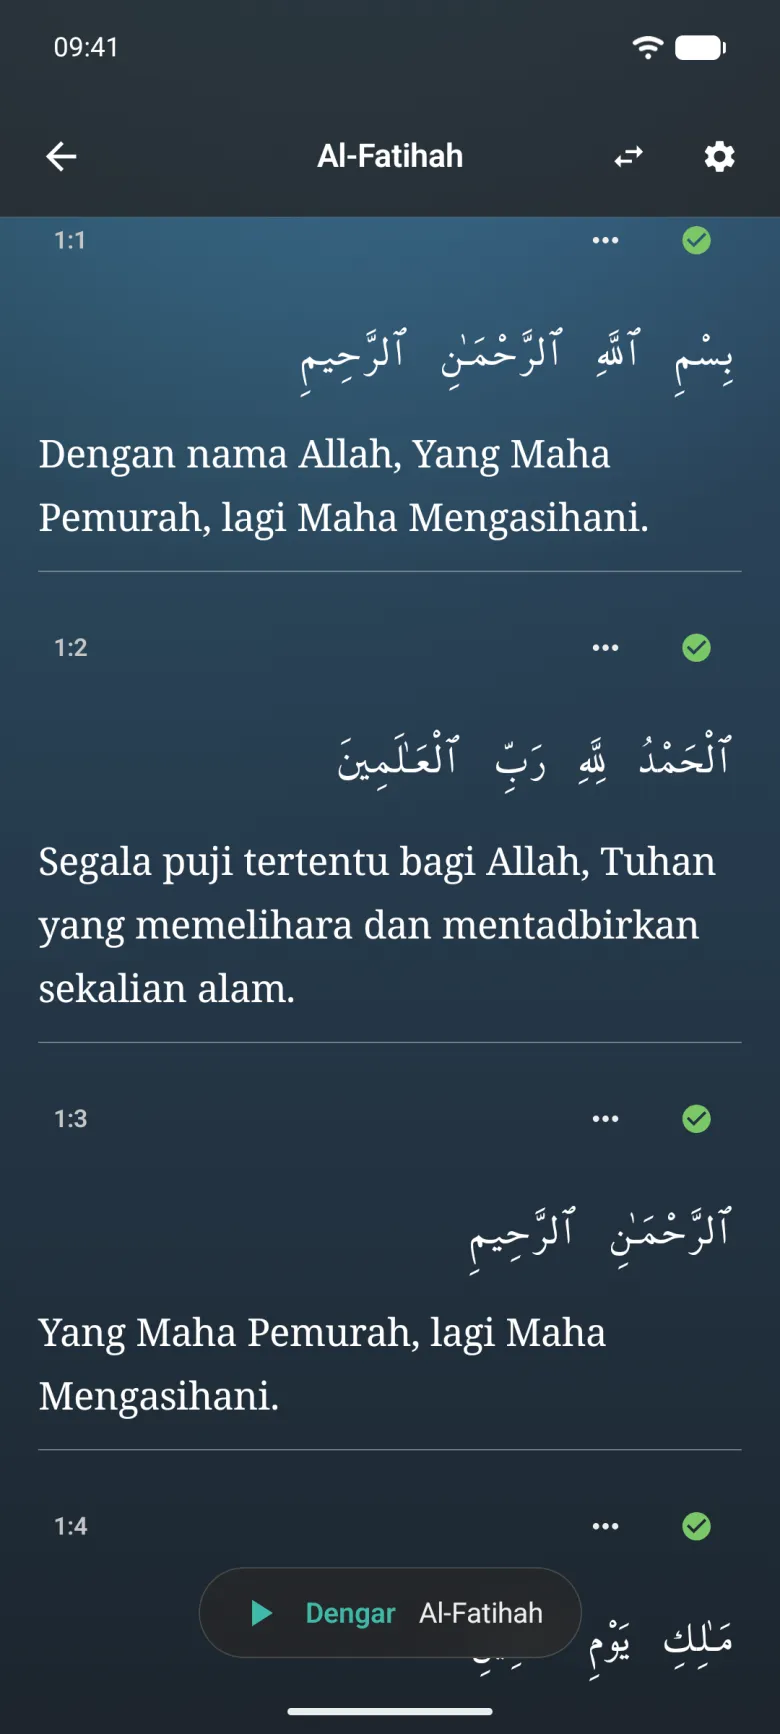 09:41
Al-Fatihah
1:1
بِسْمِ ٱللَّهِ ٱلرَّحْمَـٰنِ ٱلرَّحِيمِ
Dengan nama Allah, Yang Maha
Pemurah, lagi Maha Mengasihani.
1:2
ٱلْحَمْدُ لِلَّهِ رَبِّ ٱلْعَـٰلَمِينَ
Segala puji tertentu bagi Allah, Tuhan
yang memelihara dan mentadbirkan
sekalian alam.
1:3
ٱلرَّحْمَـٰنِ ٱلرَّحِيمِ
Yang Maha Pemurah, lagi Maha
Mengasihani.
1:4
مَـٰلِكِ يَوْمِ
Dengar Al-Fatihah